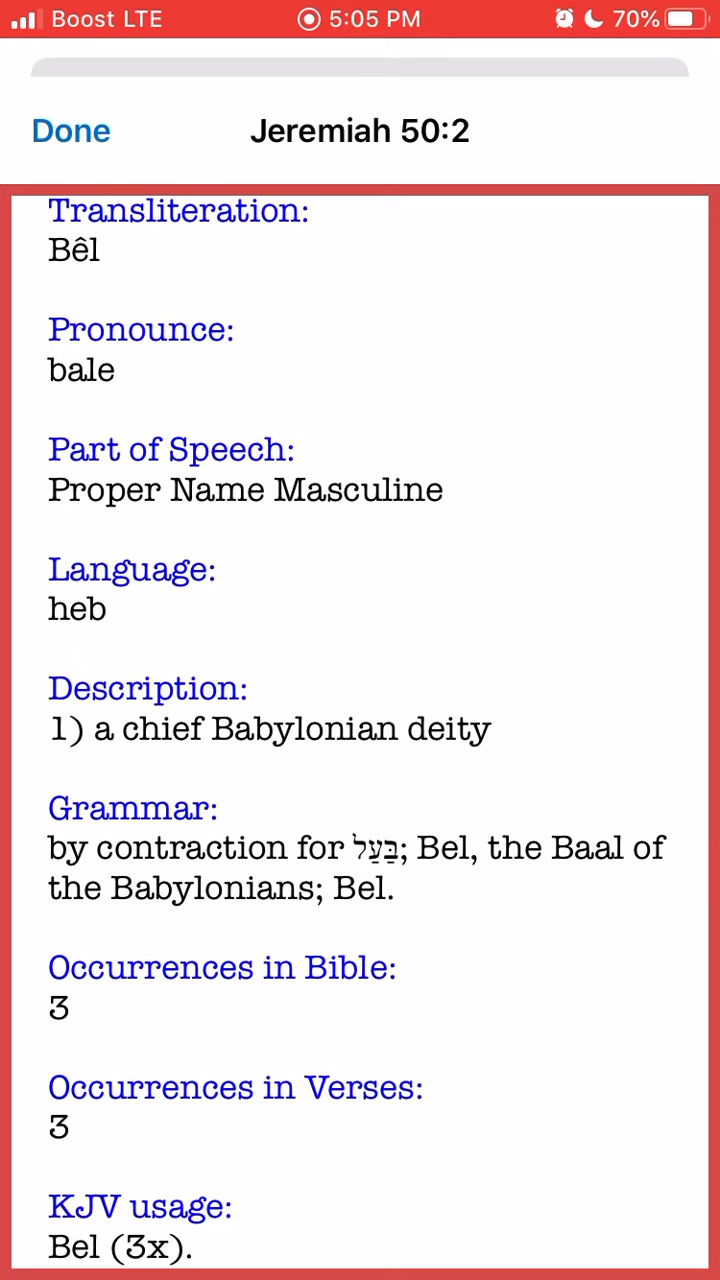 Boost LTE 5:05 PM 70%
Done Jeremiah 50:2
Transliteration:
Bêl
Pronounce:
bale
Part of Speech:
Proper Name Masculine
Language:
heb
Description:
1) a chief Babylonian deity
Grammar:
by contraction for בַּעַל; Bel, the Baal of
the Babylonians; Bel.
Occurrences in Bible:
3
Occurrences in Verses:
3
KJV usage:
Bel (3x).